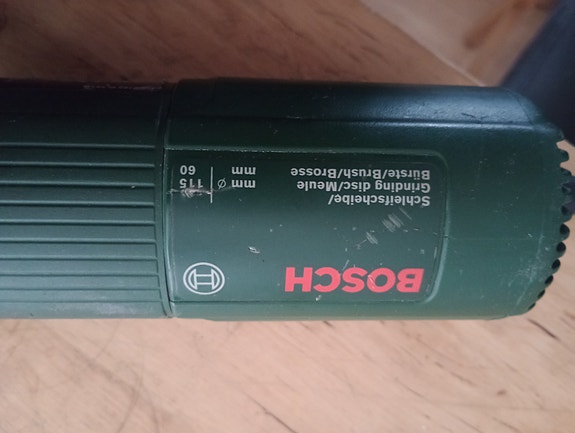 BOSCH
Schleifscheibe/
Grinding disc/Meule mm ø 115
Bürste/Brush/Brosse mm 60